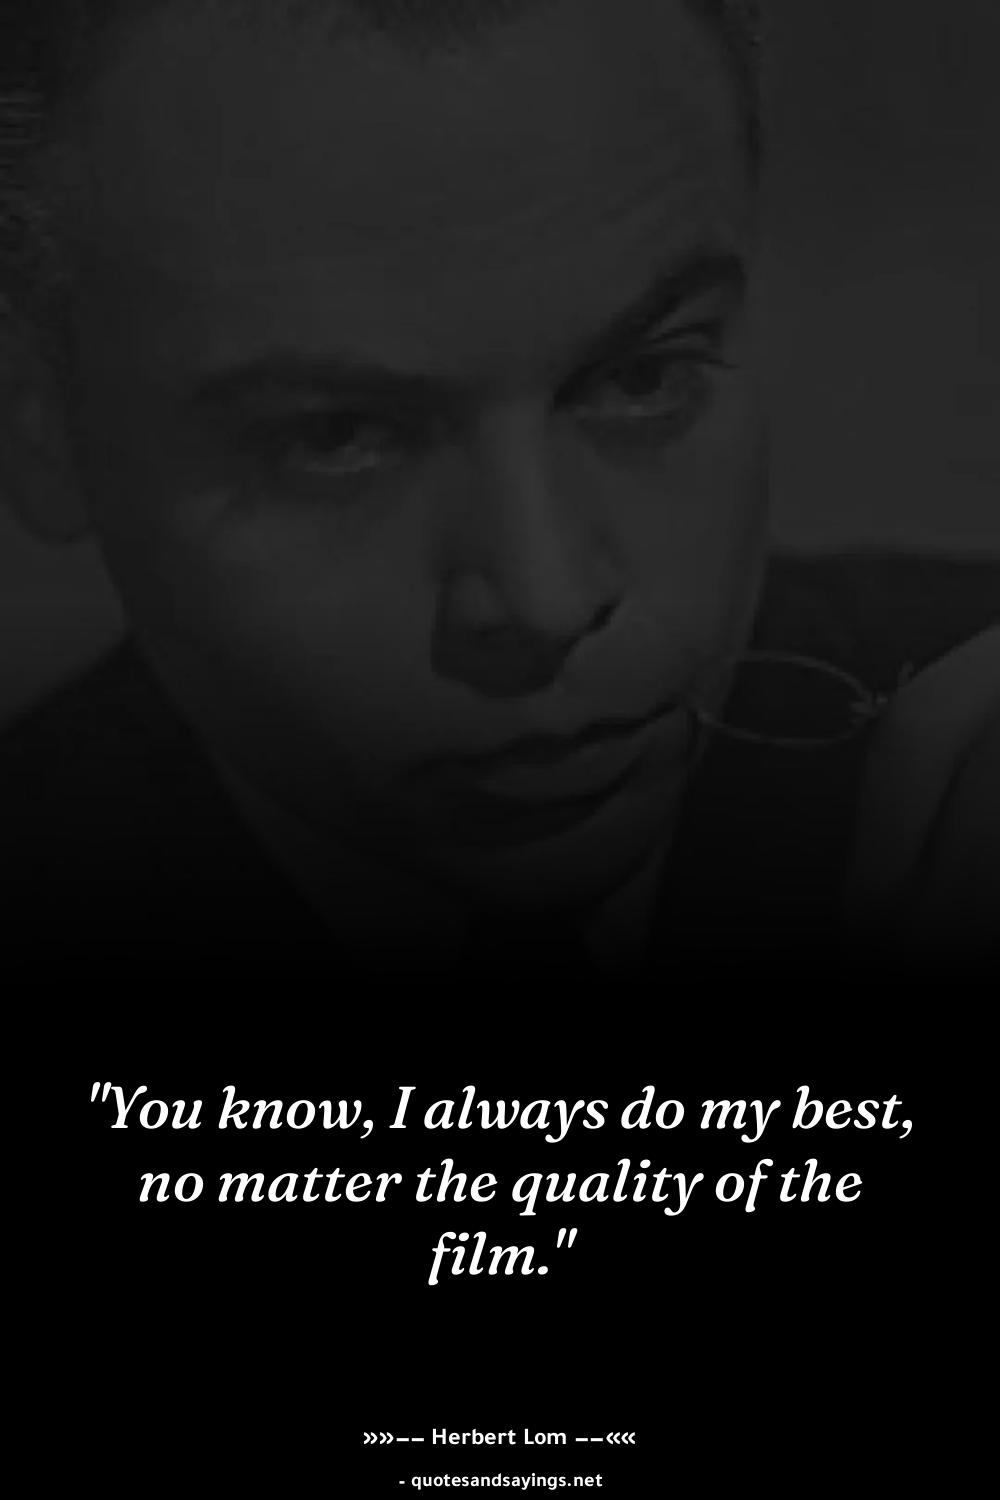 "You know, I always do my best,
no matter the quality of the
film."
»»−− Herbert Lom −−««
- quotesandsayings.net